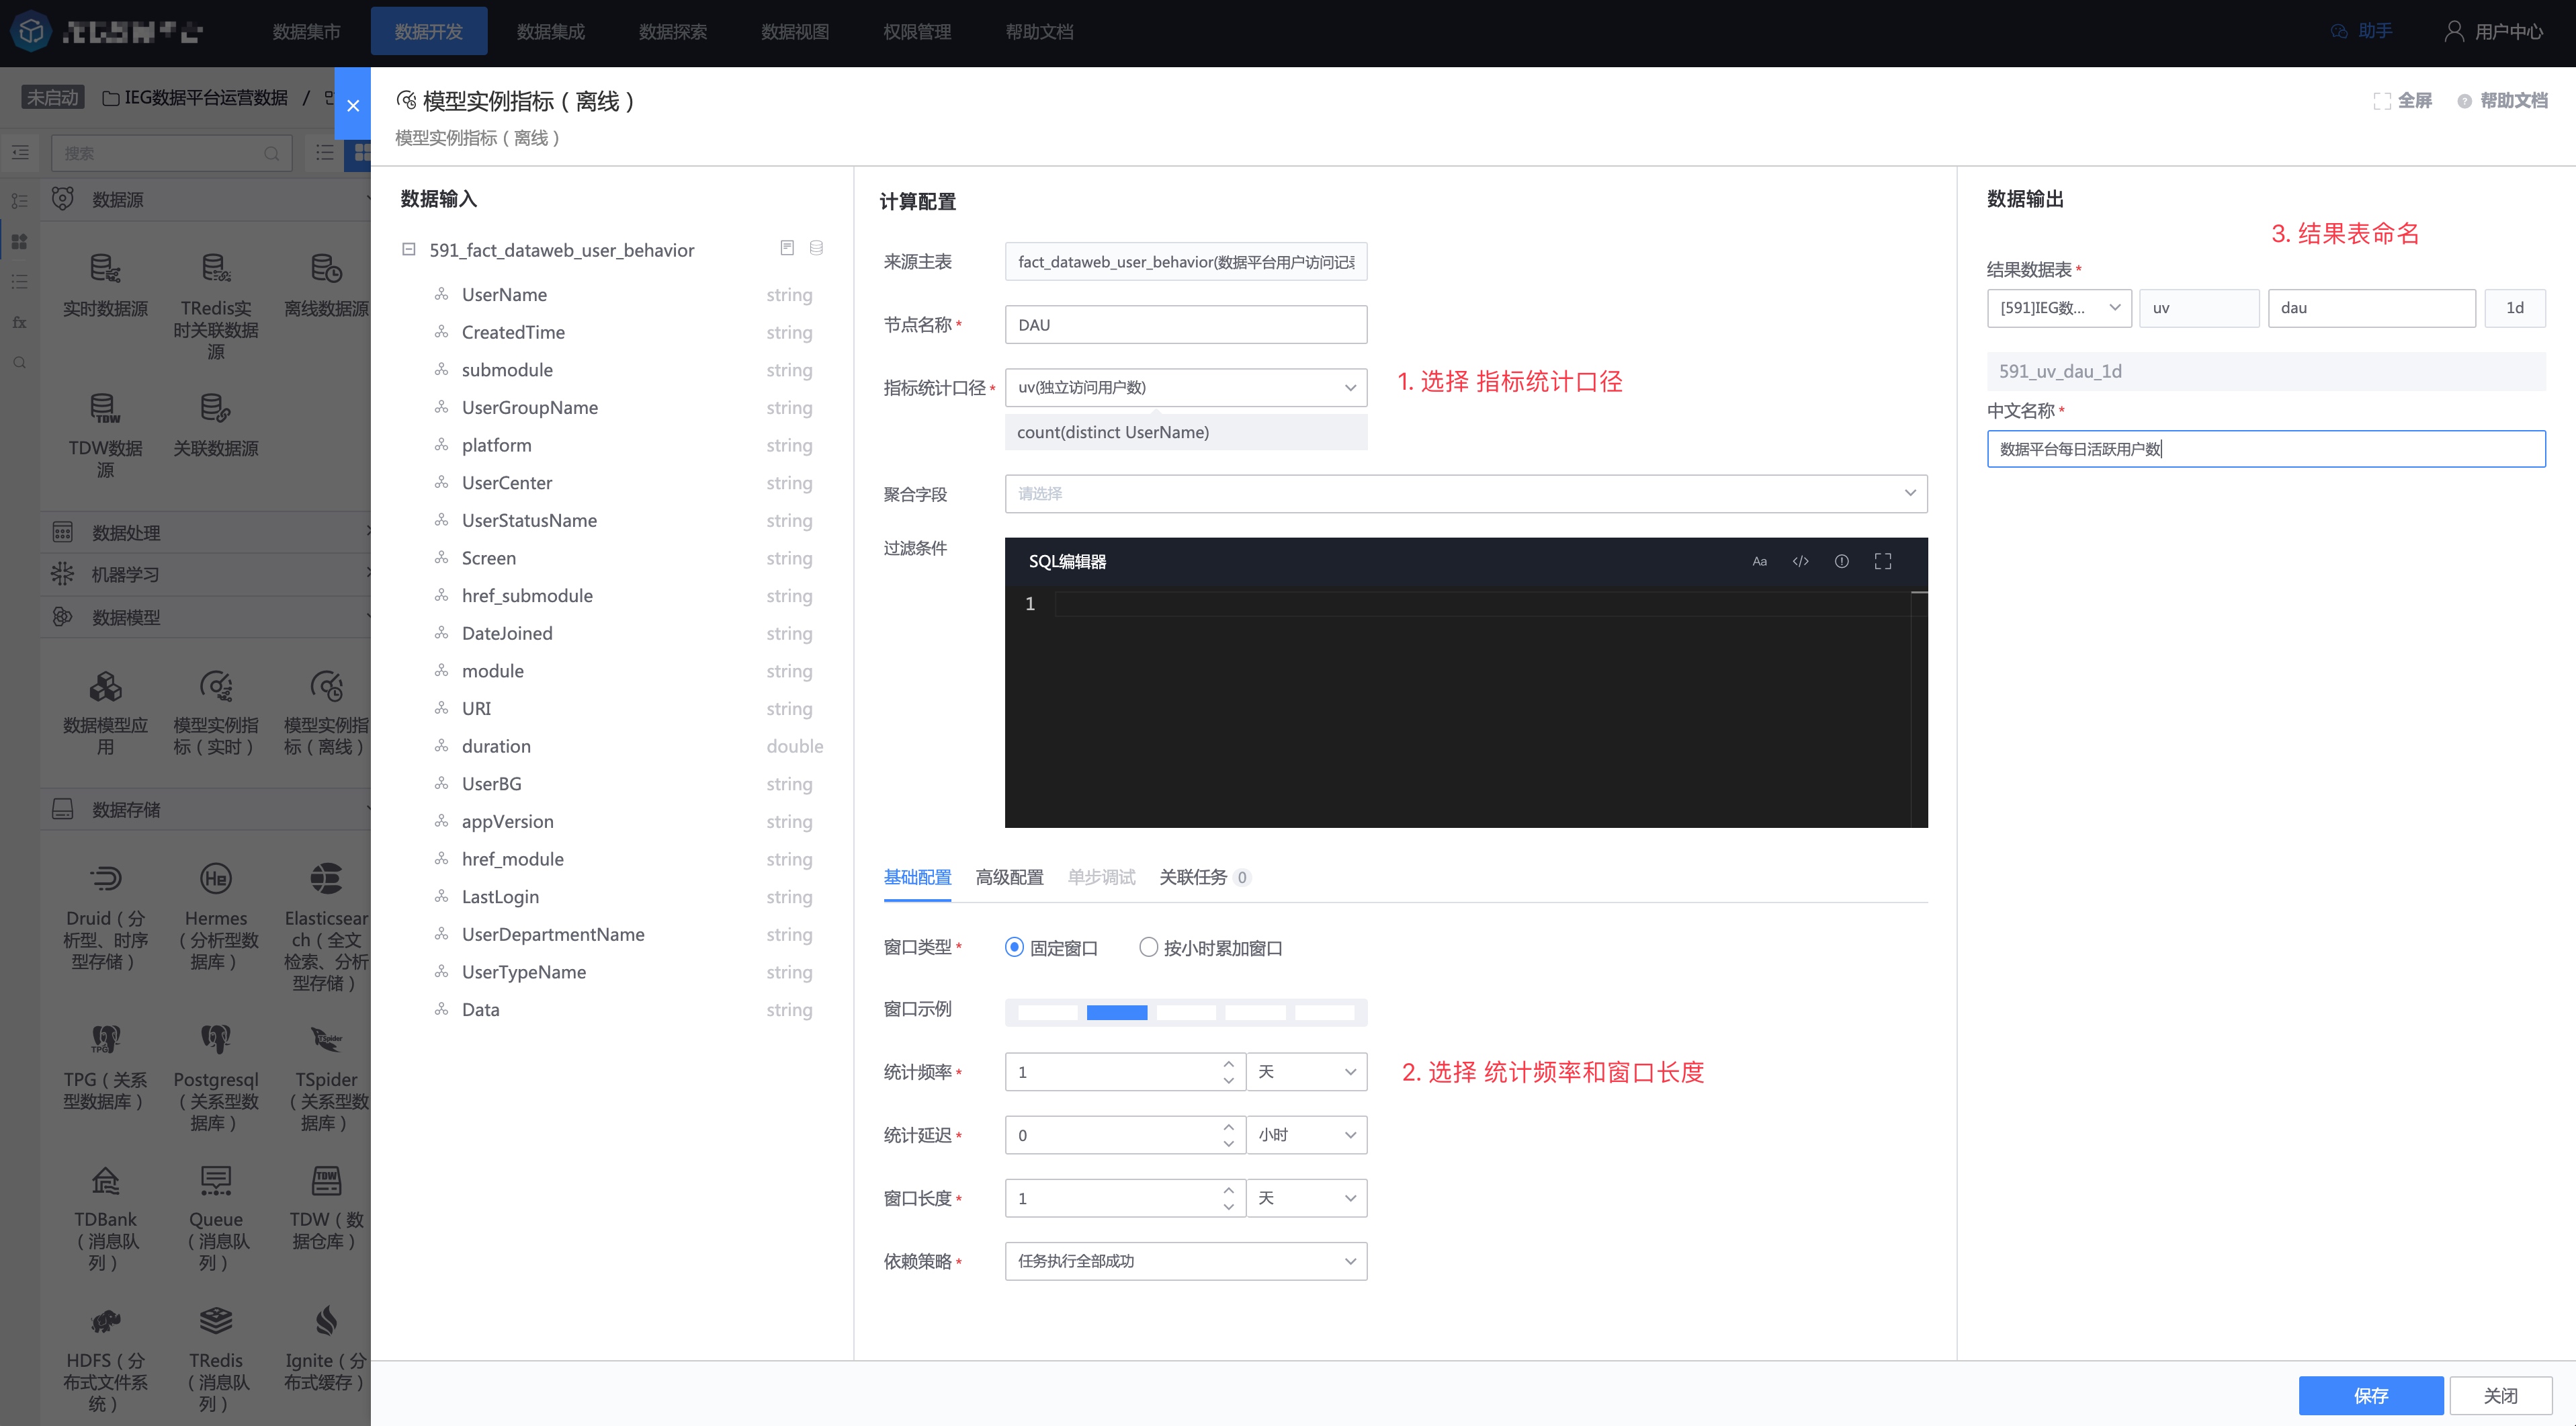 数据集市 数据开发 数据集成 数据探索 数据视图 权限管理 帮助文档 助手 用户中心
未启动 IEG数据平台运营数据 /
搜索
数据源
实时数据源
TRedis实时关联数据源
离线数据源
TDW数据源
关联数据源
数据处理
机器学习
数据模型
数据模型应用
模型实例指标（实时）
模型实例指标（离线）
数据存储
Druid（分析型、时序型存储）
Hermes（分析型数据库）
Elasticsearch（全文检索、分析型存储）
TPG（关系型数据库）
Postgresql（关系型数据库）
TSpider（关系型数据库）
TDBank（消息队列）
Queue（消息队列）
TDW（数据仓库）
HDFS（分布式文件系统）
TRedis（消息队列）
Ignite（分布式缓存）
模型实例指标（离线）
模型实例指标（离线）
全屏 帮助文档
数据输入
591_fact_dataweb_user_behavior
UserName string
CreatedTime string
submodule string
UserGroupName string
platform string
UserCenter string
UserStatusName string
Screen string
href_submodule string
DateJoined string
module string
URI string
duration double
UserBG string
appVersion string
href_module string
LastLogin string
UserDepartmentName string
UserTypeName string
Data string
计算配置
来源主表 fact_dataweb_user_behavior(数据平台用户访问记录
节点名称* DAU
指标统计口径* uv(独立访问用户数)
count(distinct UserName)
1. 选择 指标统计口径
聚合字段 请选择
过滤条件
SQL编辑器 Aa </>
1
基础配置 高级配置 单步调试 关联任务 0
窗口类型* 固定窗口 按小时累加窗口
窗口示例
统计频率* 1 天
2. 选择 统计频率和窗口长度
统计延迟* 0 小时
窗口长度* 1 天
依赖策略* 任务执行全部成功
数据输出
3. 结果表命名
结果数据表*
[591]IEG数... uv dau 1d
591_uv_dau_1d
中文名称*
数据平台每日活跃用户数
保存 关闭